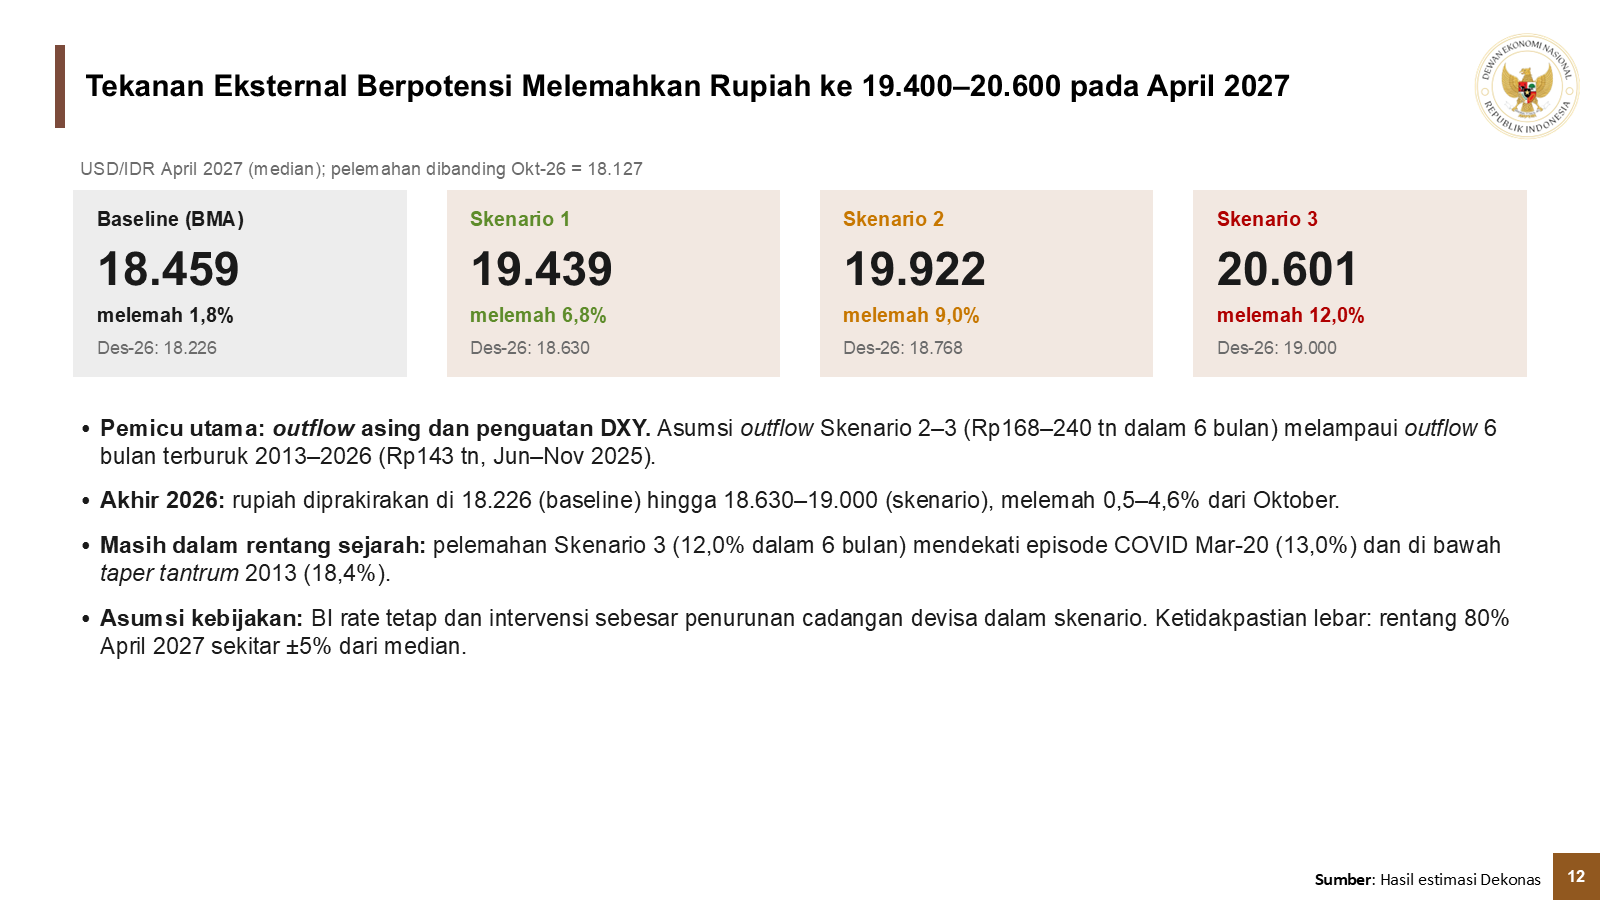 Tekanan Eksternal Berpotensi Melemahkan Rupiah ke 19.400–20.600 pada April 2027
DEWAN EKONOMI NASIONAL
REPUBLIK INDONESIA
USD/IDR April 2027 (median); pelemahan dibanding Okt-26 = 18.127
Baseline (BMA)
18.459
melemah 1,8%
Des-26: 18.226
Skenario 1
19.439
melemah 6,8%
Des-26: 18.630
Skenario 2
19.922
melemah 9,0%
Des-26: 18.768
Skenario 3
20.601
melemah 12,0%
Des-26: 19.000
• Pemicu utama: outflow asing dan penguatan DXY. Asumsi outflow Skenario 2–3 (Rp168–240 tn dalam 6 bulan) melampaui outflow 6
bulan terburuk 2013–2026 (Rp143 tn, Jun–Nov 2025).
• Akhir 2026: rupiah diprakirakan di 18.226 (baseline) hingga 18.630–19.000 (skenario), melemah 0,5–4,6% dari Oktober.
• Masih dalam rentang sejarah: pelemahan Skenario 3 (12,0% dalam 6 bulan) mendekati episode COVID Mar-20 (13,0%) dan di bawah
taper tantrum 2013 (18,4%).
• Asumsi kebijakan: BI rate tetap dan intervensi sebesar penurunan cadangan devisa dalam skenario. Ketidakpastian lebar: rentang 80%
April 2027 sekitar ±5% dari median.
Sumber: Hasil estimasi Dekonas
12